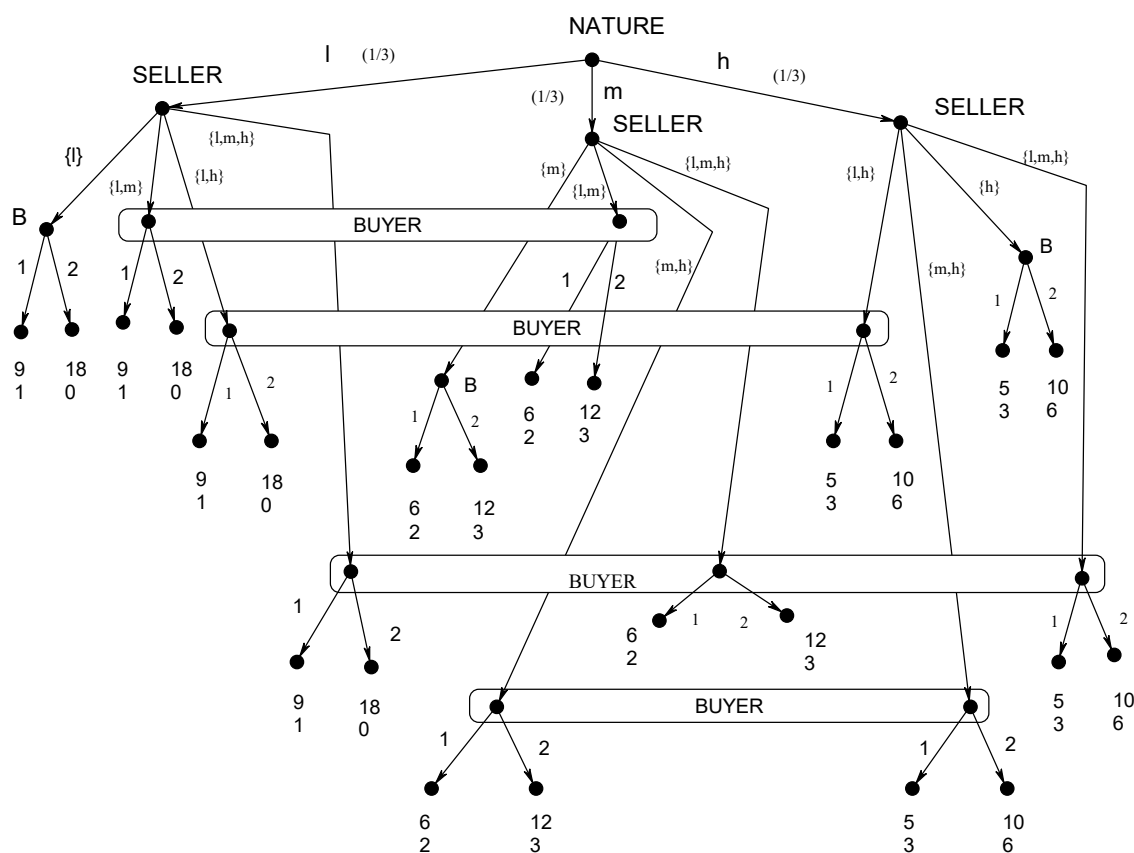 NATURE
l (1/3)
h
(1/3)
SELLER
(1/3)
m
SELLER
SELLER
{l,m,h}
{l}
{l,m}
{l,h}
{m}
{l,m}
{l,m,h}
{l,h}
{h}
{l,m,h}
B
BUYER
B
{m,h}
{m,h}
1 2
1 2
1 2
1 2
BUYER
9 18
1 0
9 18
1 0
1 2
B
1 2
6 12
2 3
1 2
5 10
3 6
9 18
1 0
6 12
2 3
5 10
3 6
BUYER
1 2
1 2
1 2
6 12
2 3
9 18
1 0
5 10
3 6
BUYER
1 2
1 2
6 12
2 3
5 10
3 6